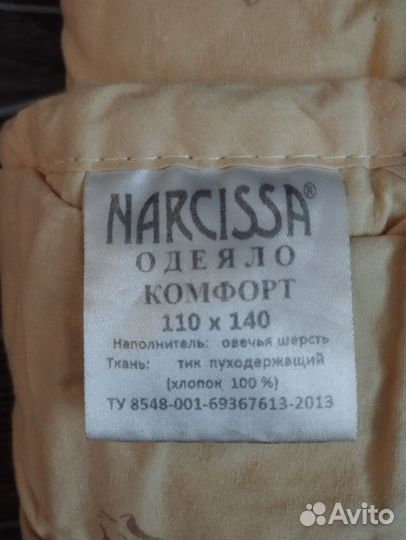 NARCISSA®
ОДЕЯЛО
КОМФОРТ
110 x 140
Наполнитель: овечья шерсть
Ткань: тик пуходержащий
(хлопок 100 %)
ТУ 8548-001-69367613-2013
Avito